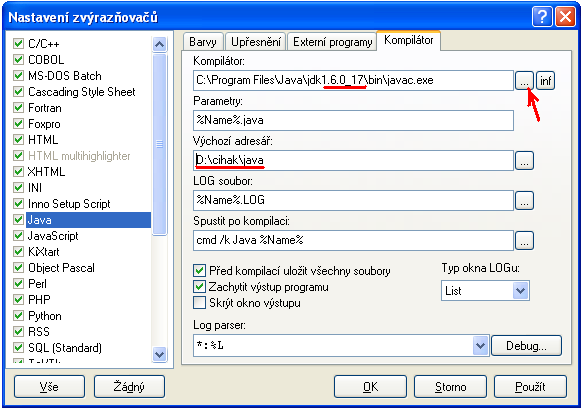 Nastavení zvýrazňovačů
C/C++
COBOL
MS-DOS Batch
Cascading Style Sheet
Fortran
Foxpro
HTML
HTML multihighlighter
XHTML
INI
Inno Setup Script
Java
JavaScript
KiXtart
Object Pascal
Perl
PHP
Python
RSS
SQL (Standard)
Tcl/Tk
Barvy
Upřesnění
Externí programy
Kompilátor
Kompilátor:
C:\Program Files\Java\jdk1.6.0_17\bin\javac.exe
...
inf
Parametry:
%Name%.java
Výchozí adresář:
D:\cihak\java
...
LOG soubor:
%Name%.LOG
...
Spustit po kompilaci:
cmd /k Java %Name%
...
Před kompilací uložit všechny soubory
Zachytit výstup programu
Skrýt okno výstupu
Typ okna LOGu:
List
Log parser:
*:%L
Debug...
Vše
Žádný
OK
Storno
Použít